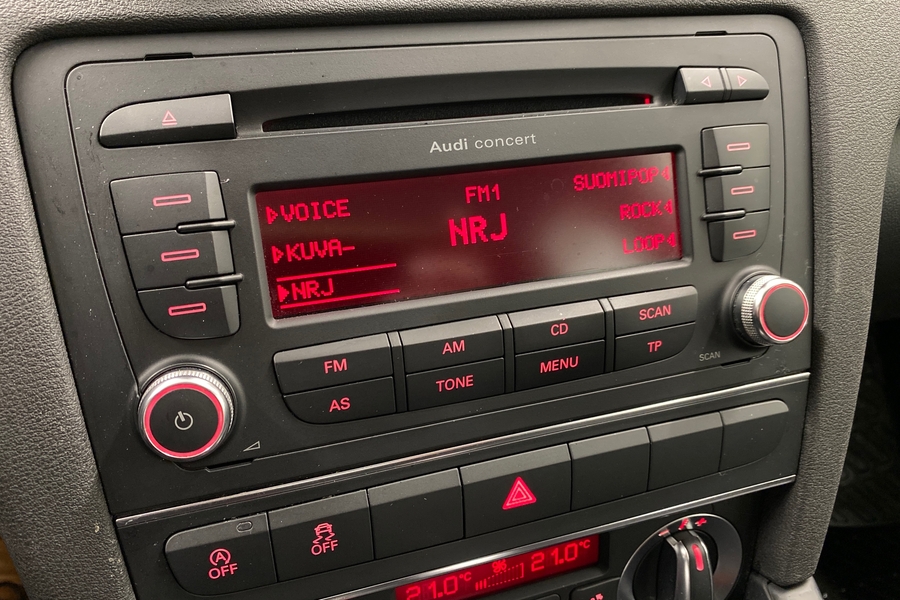 Audi concert
FM1
NRJ
▷VOICE
▷KUVA-
▶NRJ
SUOMIPOP◁
ROCK◁
LOOP◁
FM
AM
CD
SCAN
AS
TONE
MENU
TP
SCAN
OFF
OFF
21.0°C
21.0°C